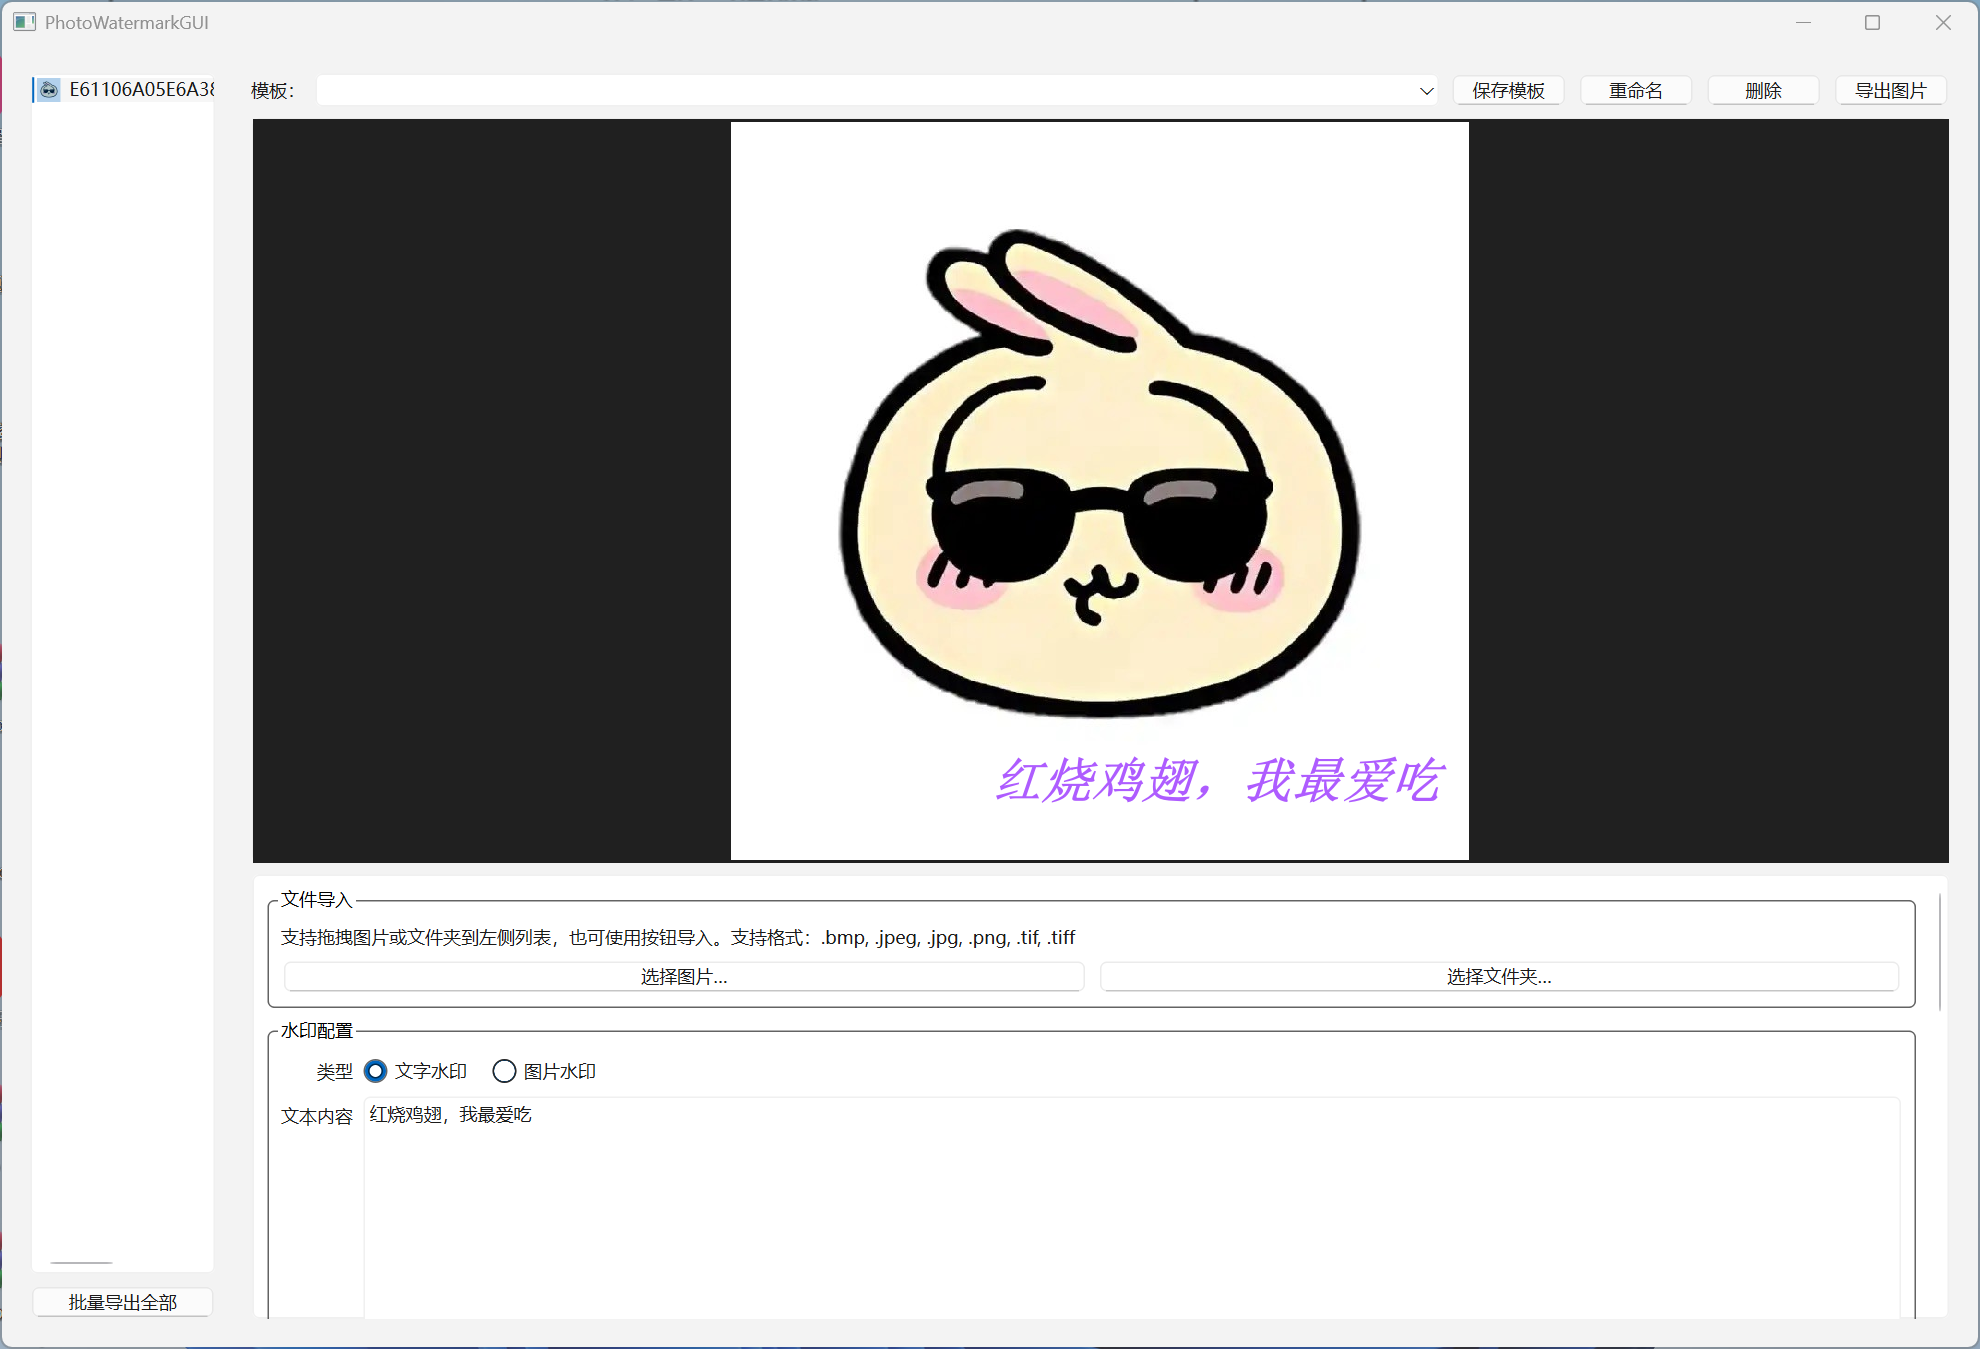 PhotoWatermarkGUI
E61106A05E6A38
模板：
保存模板
重命名
删除
导出图片
红烧鸡翅，我最爱吃
文件导入
支持拖拽图片或文件夹到左侧列表，也可使用按钮导入。支持格式：.bmp, .jpeg, .jpg, .png, .tif, .tiff
选择图片...
选择文件夹...
水印配置
类型 文字水印 图片水印
文本内容 红烧鸡翅，我最爱吃
批量导出全部